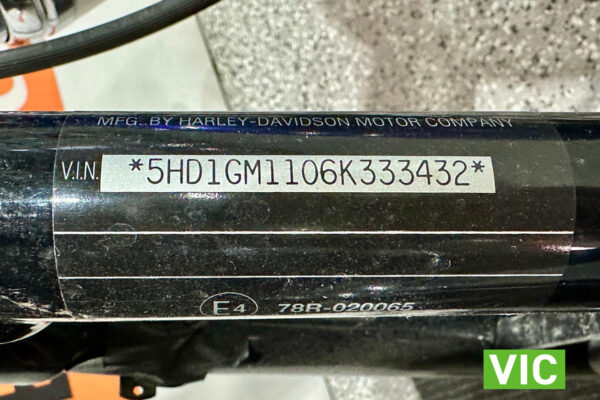 MFG. BY HARLEY-DAVIDSON MOTOR COMPANY
V.I.N. *5HD1GM1106K333432*
E4 78R-020065
VIC